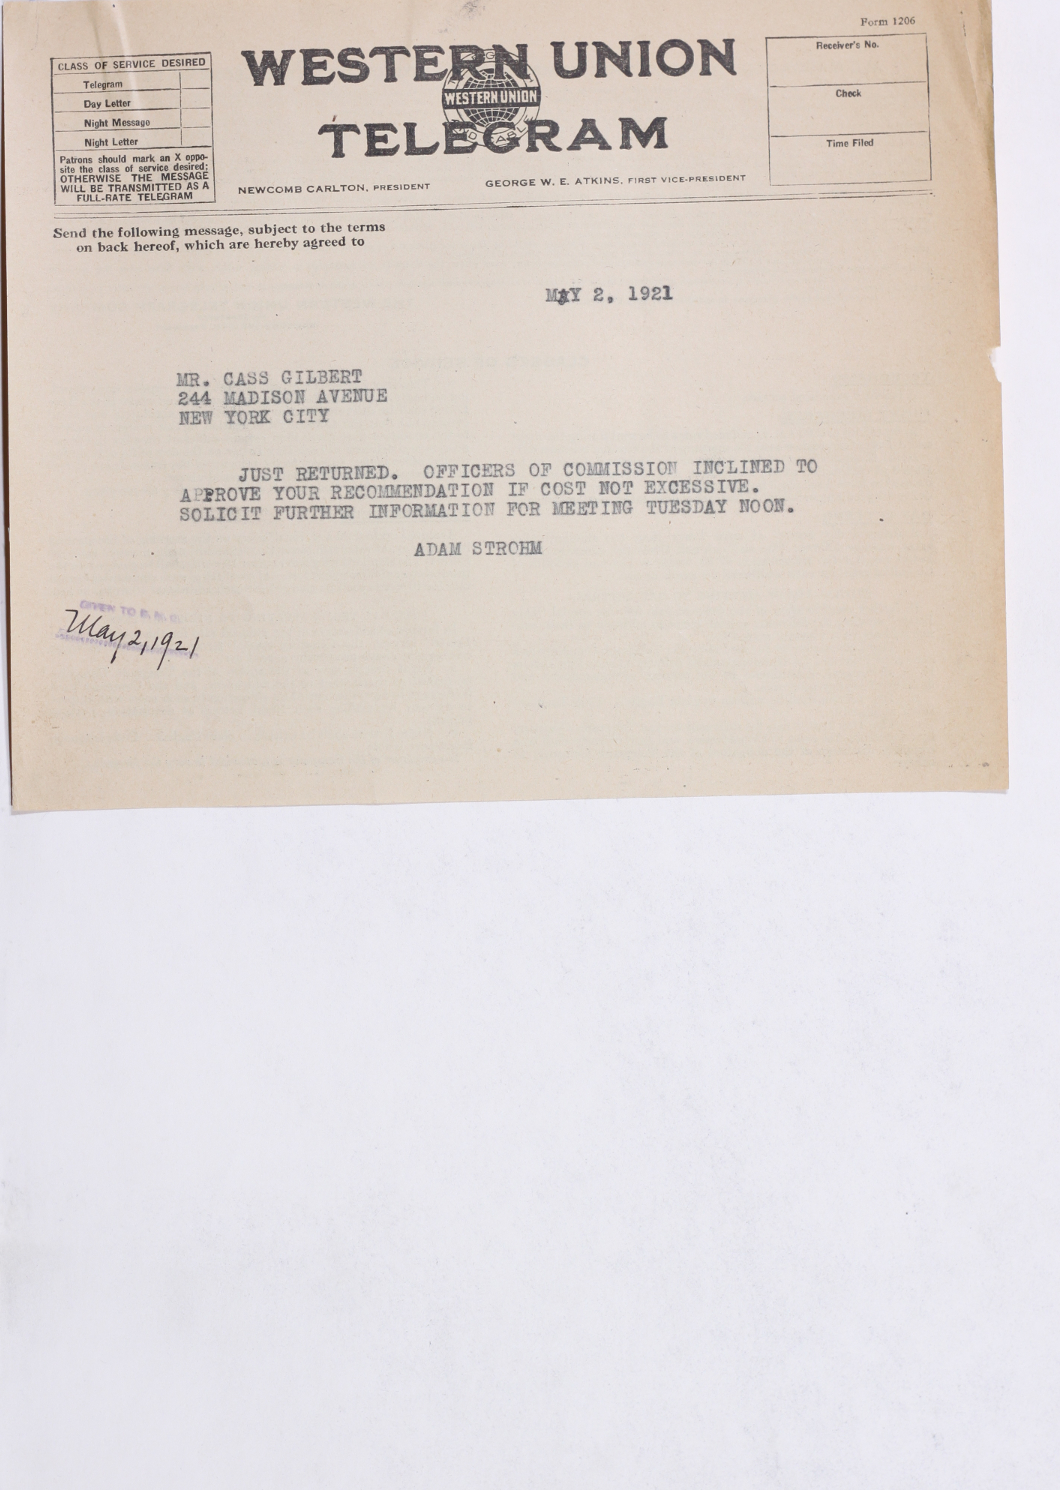 Form 1206
CLASS OF SERVICE DESIRED
Telegram
Day Letter
Night Message
Night Letter
Patrons should mark an X oppo-
site the class of service desired;
OTHERWISE THE MESSAGE
WILL BE TRANSMITTED AS A
FULL-RATE TELEGRAM
WESTERN UNION
WESTERN UNION
TELEGRAM
NEWCOMB CARLTON, PRESIDENT
GEORGE W. E. ATKINS, FIRST VICE-PRESIDENT
Receiver's No.
Check
Time Filed
Send the following message, subject to the terms
on back hereof, which are hereby agreed to
MAY 2, 1921
MR. CASS GILBERT
244 MADISON AVENUE
NEW YORK CITY
JUST RETURNED. OFFICERS OF COMMISSION INCLINED TO
APPROVE YOUR RECOMMENDATION IF COST NOT EXCESSIVE.
SOLICIT FURTHER INFORMATION FOR MEETING TUESDAY NOON.
ADAM STROHM
GIVEN TO
May 2, 1921